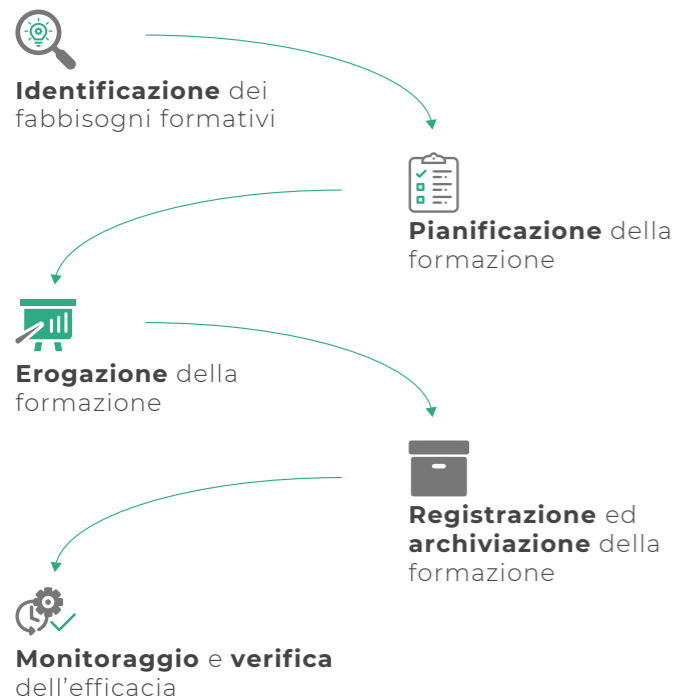 Identificazione dei
fabbisogni formativi
Pianificazione della
formazione
Erogazione della
formazione
Registrazione ed
archiviazione della
formazione
Monitoraggio e verifica
dell'efficacia